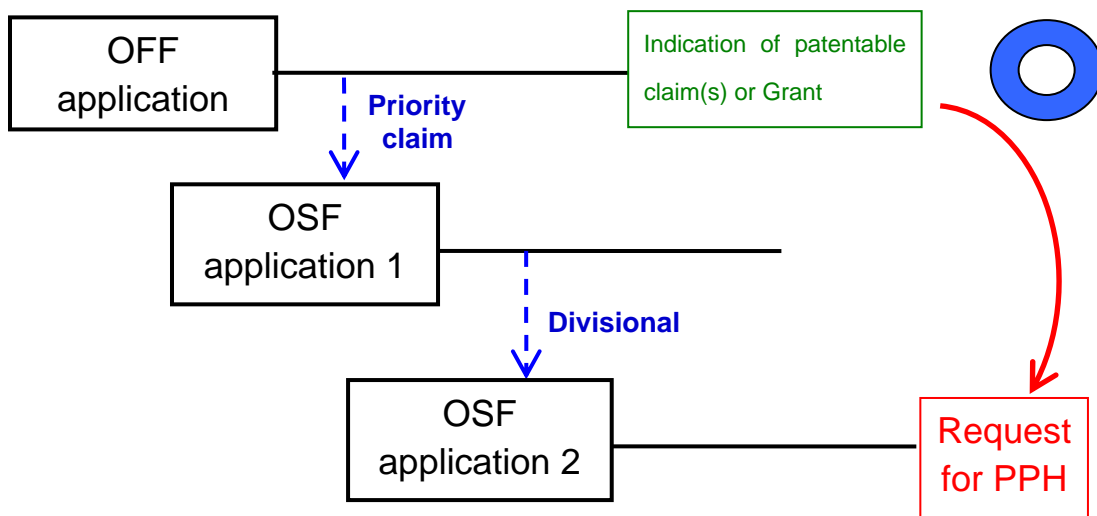 OFF
application
Indication of patentable
claim(s) or Grant
Priority
claim
OSF
application 1
Divisional
OSF
application 2
Request
for PPH